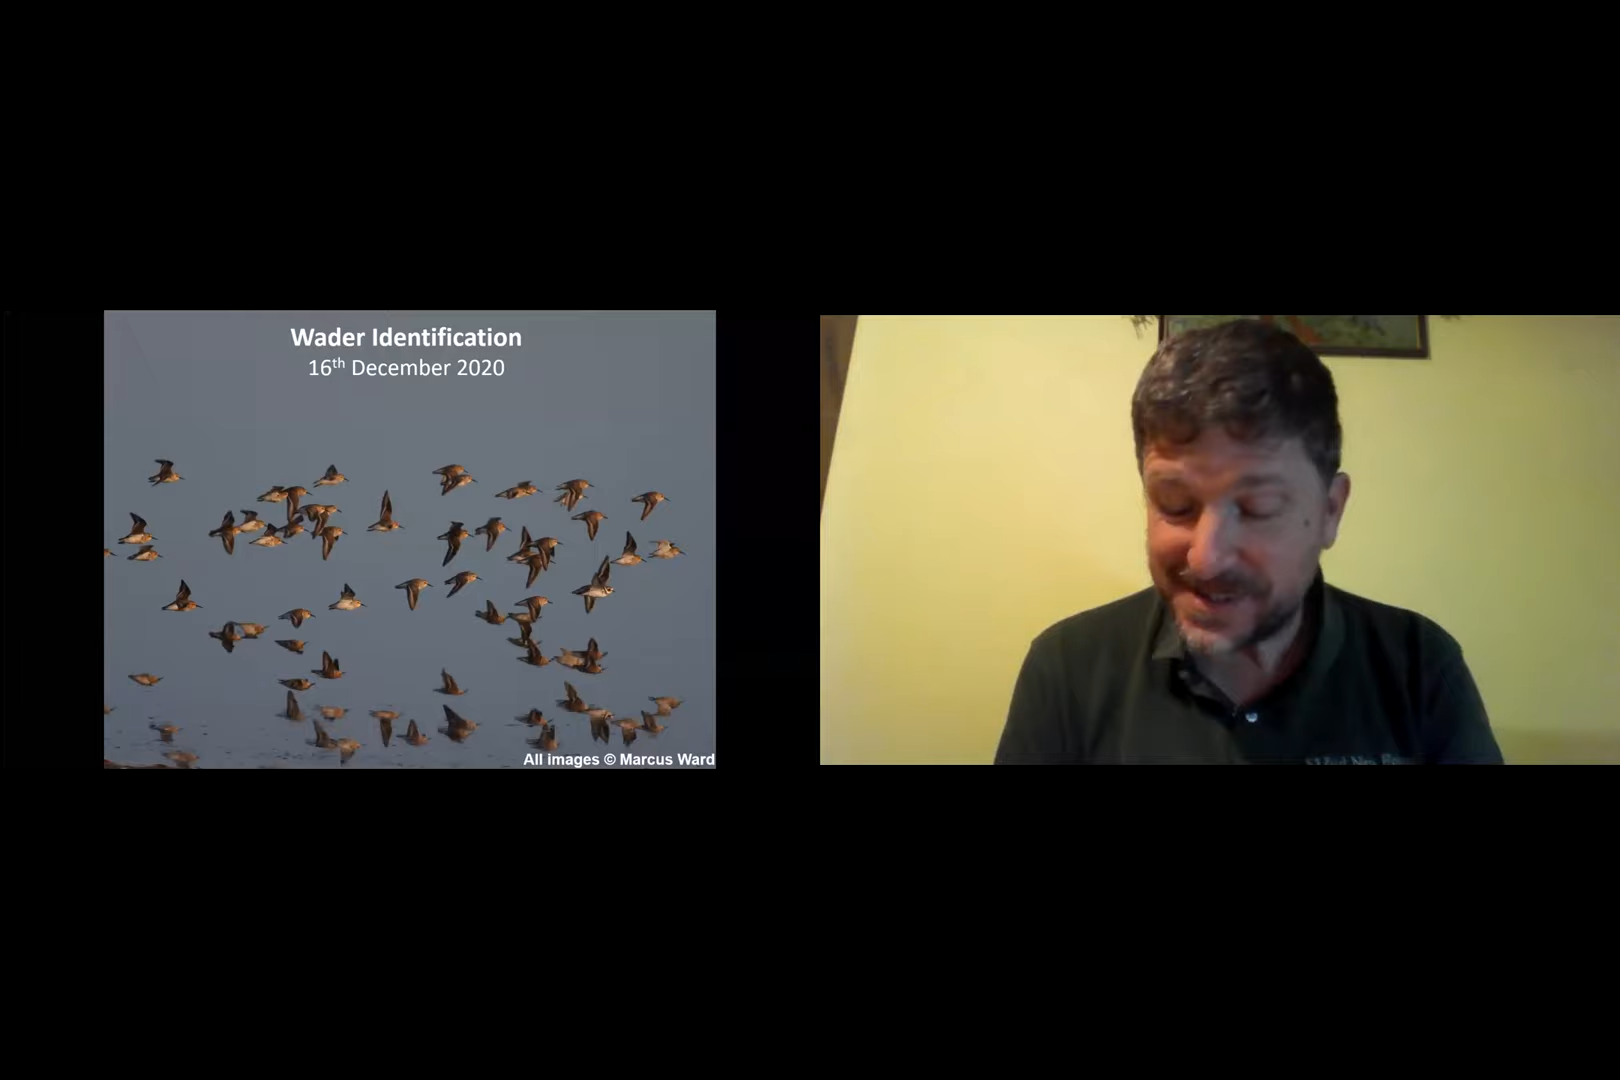 Wader Identification
16th December 2020
All images © Marcus Ward